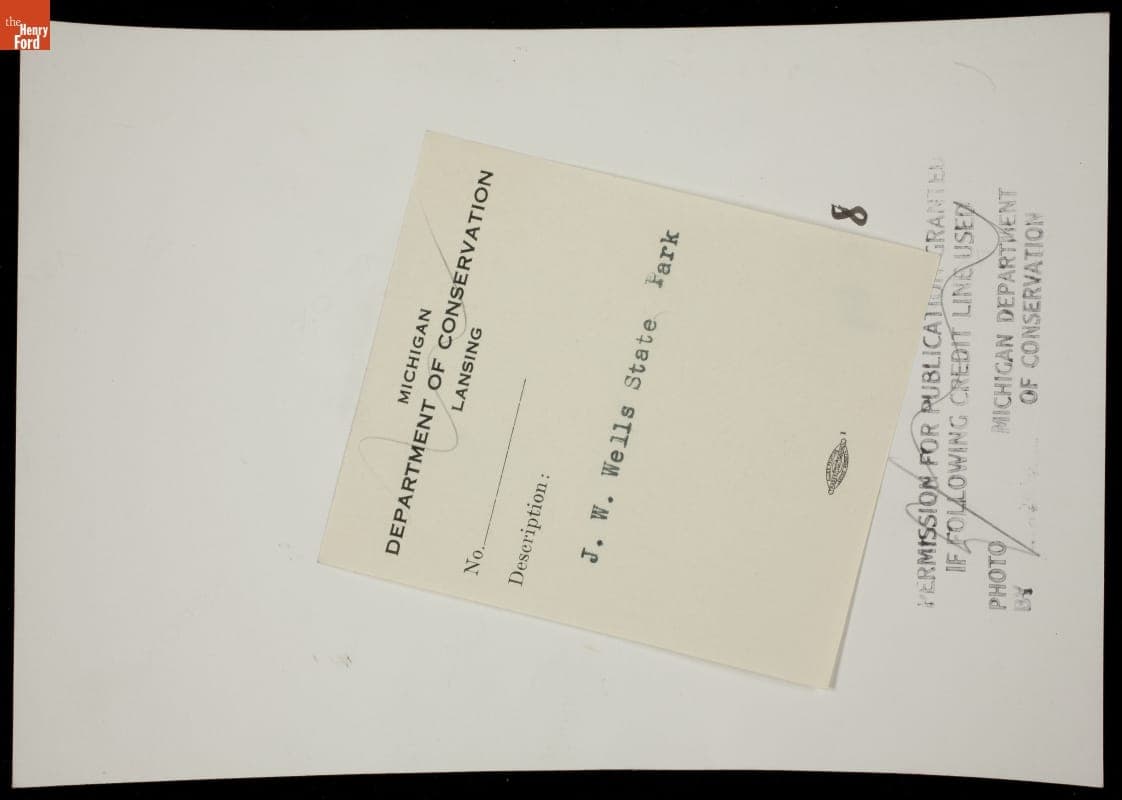 the
Henry
Ford
MICHIGAN
DEPARTMENT OF CONSERVATION
LANSING
No.
Description:
J. W. Wells State Park
8
PERMISSION FOR PUBLICATION GRANTED
IF FOLLOWING CREDIT LINE USED
PHOTO MICHIGAN DEPARTMENT
BY OF CONSERVATION